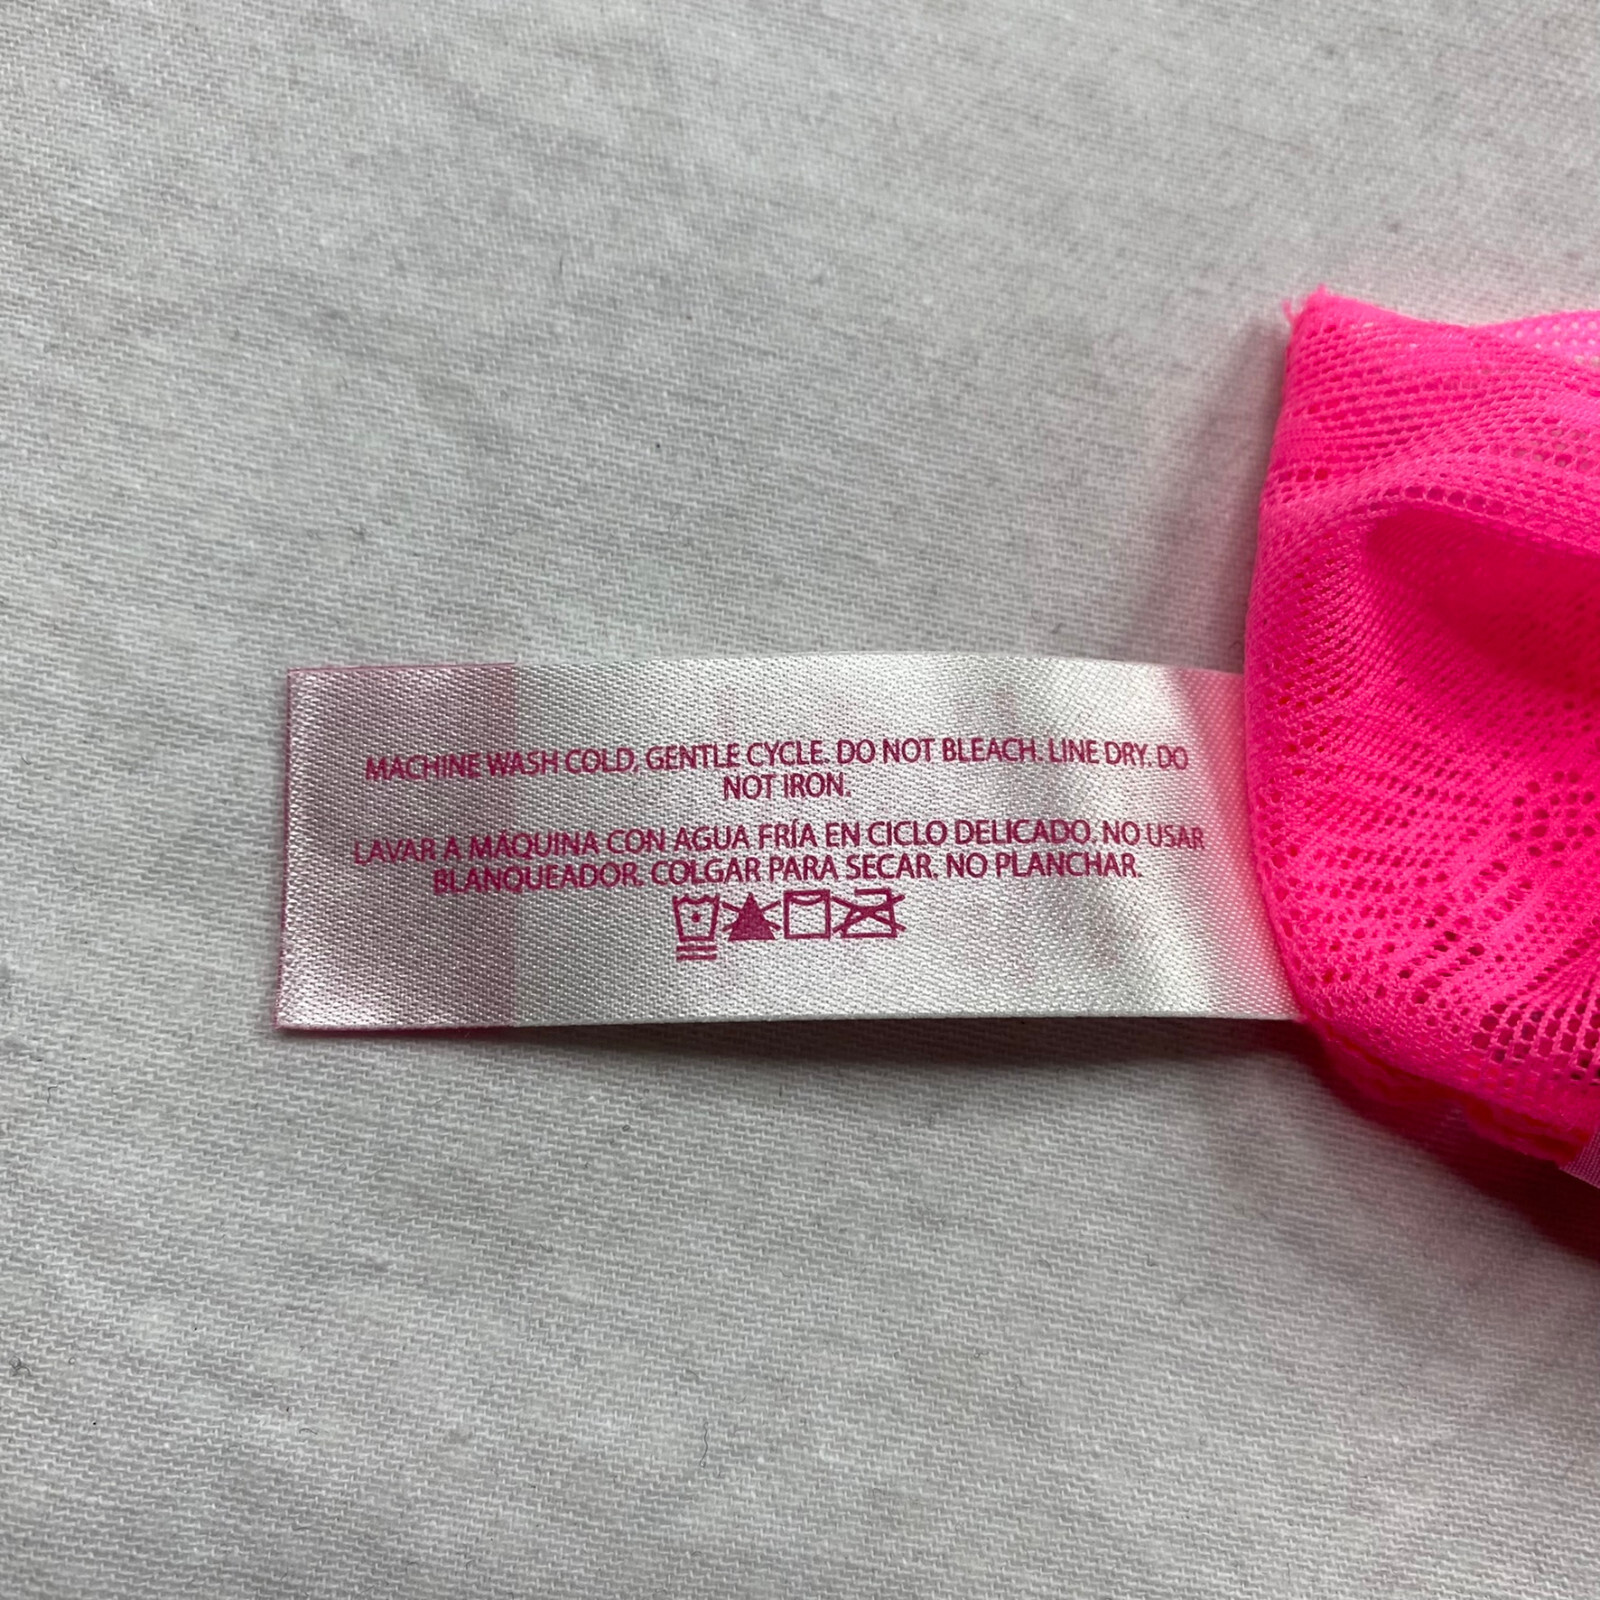 MACHINE WASH COLD, GENTLE CYCLE. DO NOT BLEACH. LINE DRY. DO
NOT IRON.
LAVAR A MÁQUINA CON AGUA FRÍA EN CICLO DELICADO. NO USAR
BLANQUEADOR. COLGAR PARA SECAR. NO PLANCHAR.